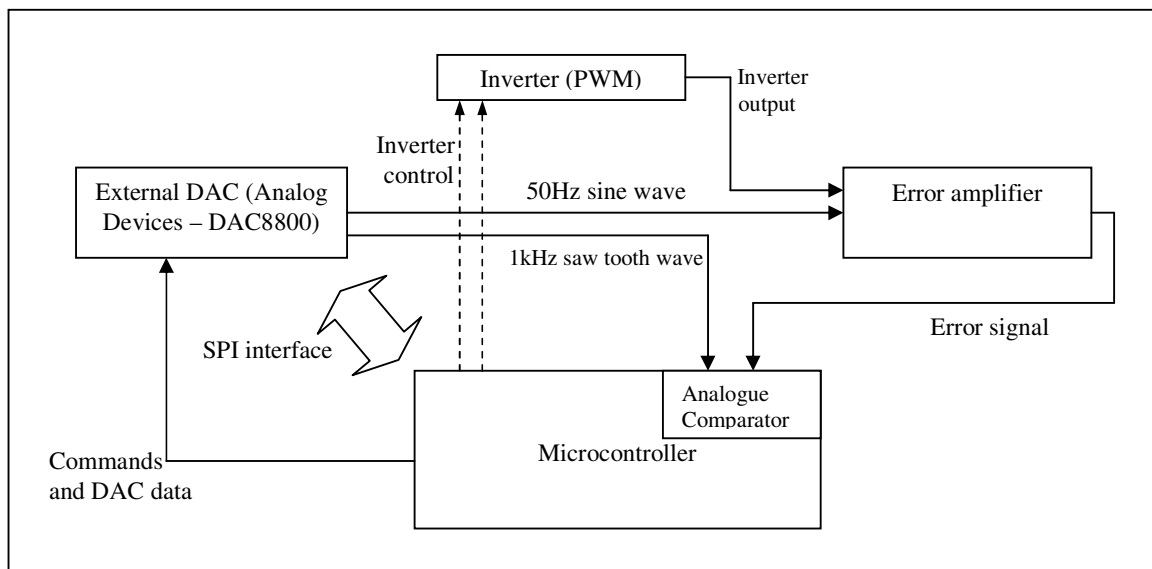 Inverter (PWM)
Inverter
output
Inverter
control
External DAC (Analog
Devices – DAC8800)
50Hz sine wave
Error amplifier
1kHz saw tooth wave
SPI interface
Error signal
Analogue
Comparator
Microcontroller
Commands
and DAC data